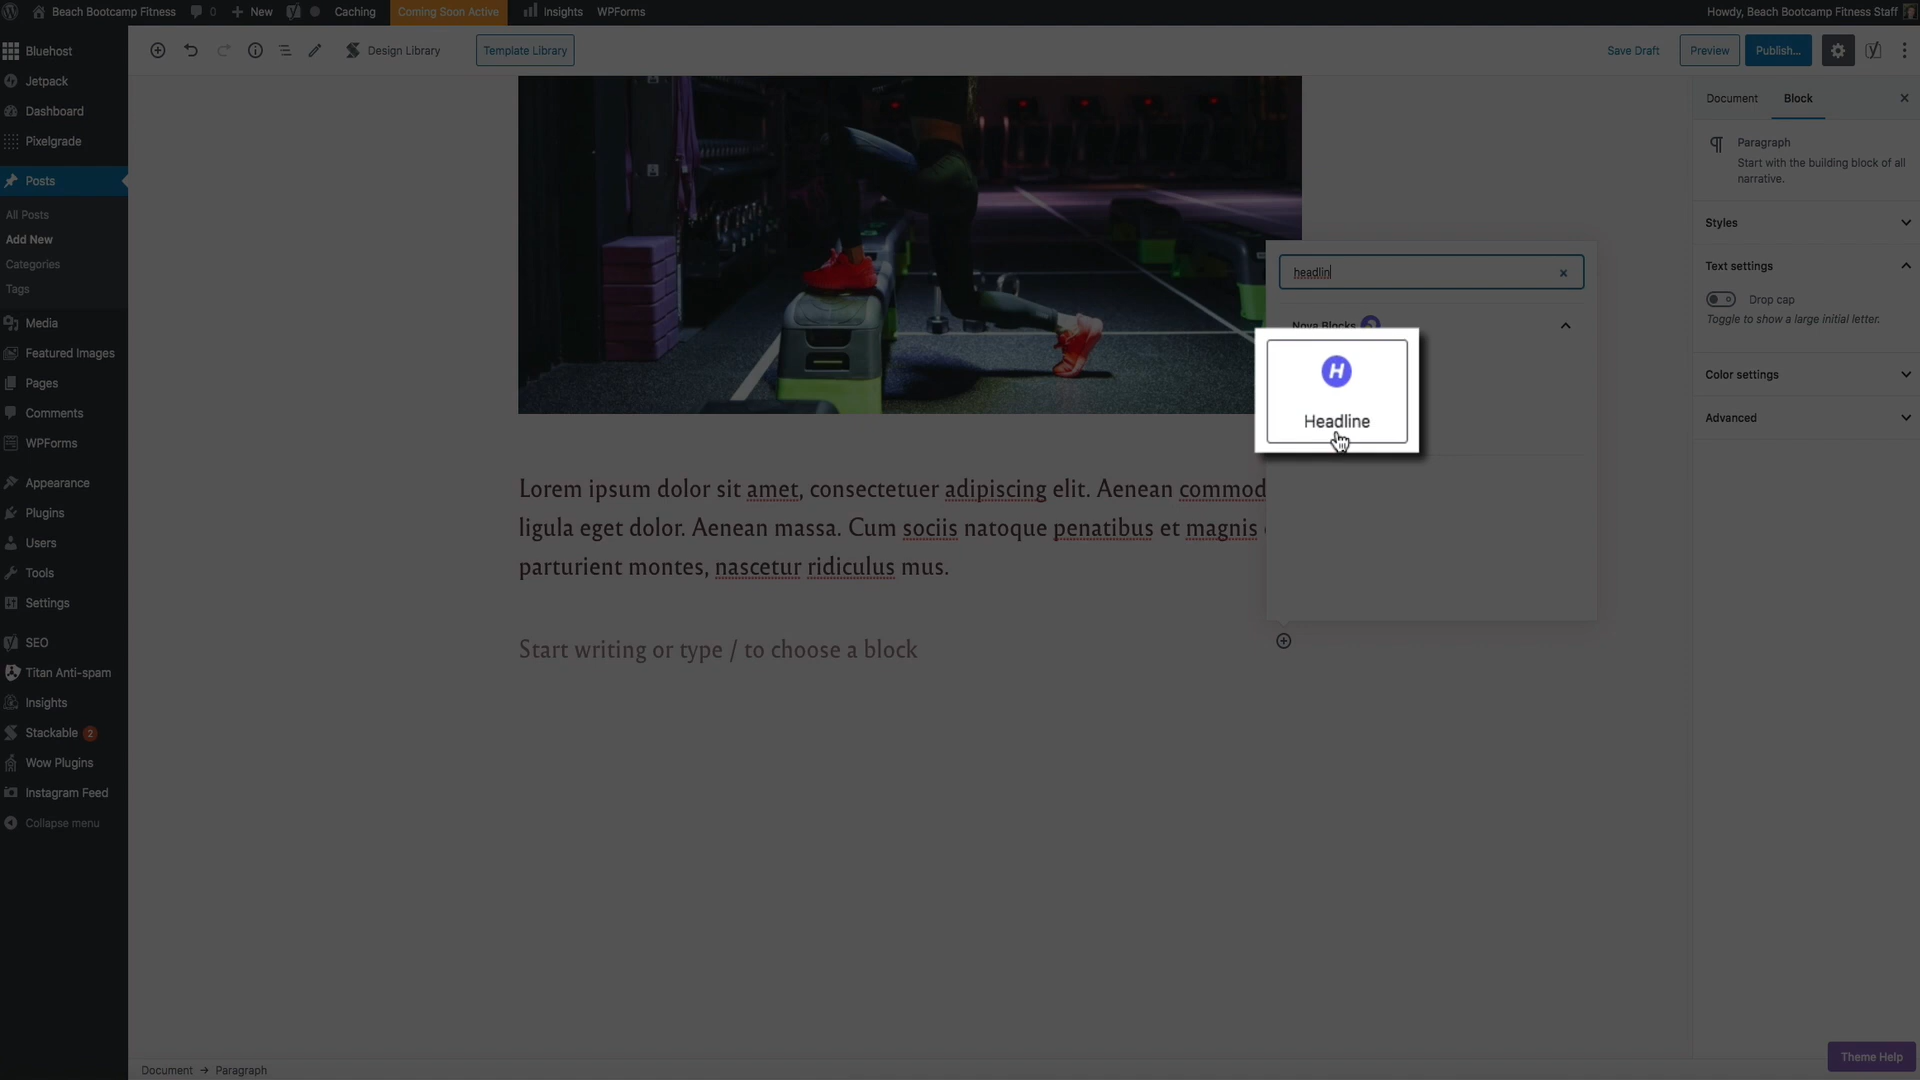 Beach Bootcamp Fitness
0
New
Caching
Coming Soon Active
Insights
WPForms
Howdy, Beach Bootcamp Fitness Staff
Bluehost
Jetpack
Dashboard
Pixelgrade
Posts
All Posts
Add New
Categories
Tags
Media
Featured Images
Pages
Comments
WPForms
Appearance
Plugins
Users
Tools
Settings
SEO
Titan Anti-spam
Insights
Stackable 2
Wow Plugins
Instagram Feed
Collapse menu
Design Library
Template Library
Save Draft
Preview
Publish...
headlin
Nova Blocks
H
Headline
Lorem ipsum dolor sit amet, consectetuer adipiscing elit. Aenean commod
ligula eget dolor. Aenean massa. Cum sociis natoque penatibus et magnis
parturient montes, nascetur ridiculus mus.
Start writing or type / to choose a block
Document
Block
Paragraph
Start with the building block of all
narrative.
Styles
Text settings
Drop cap
Toggle to show a large initial letter.
Color settings
Advanced
Document → Paragraph
Theme Help